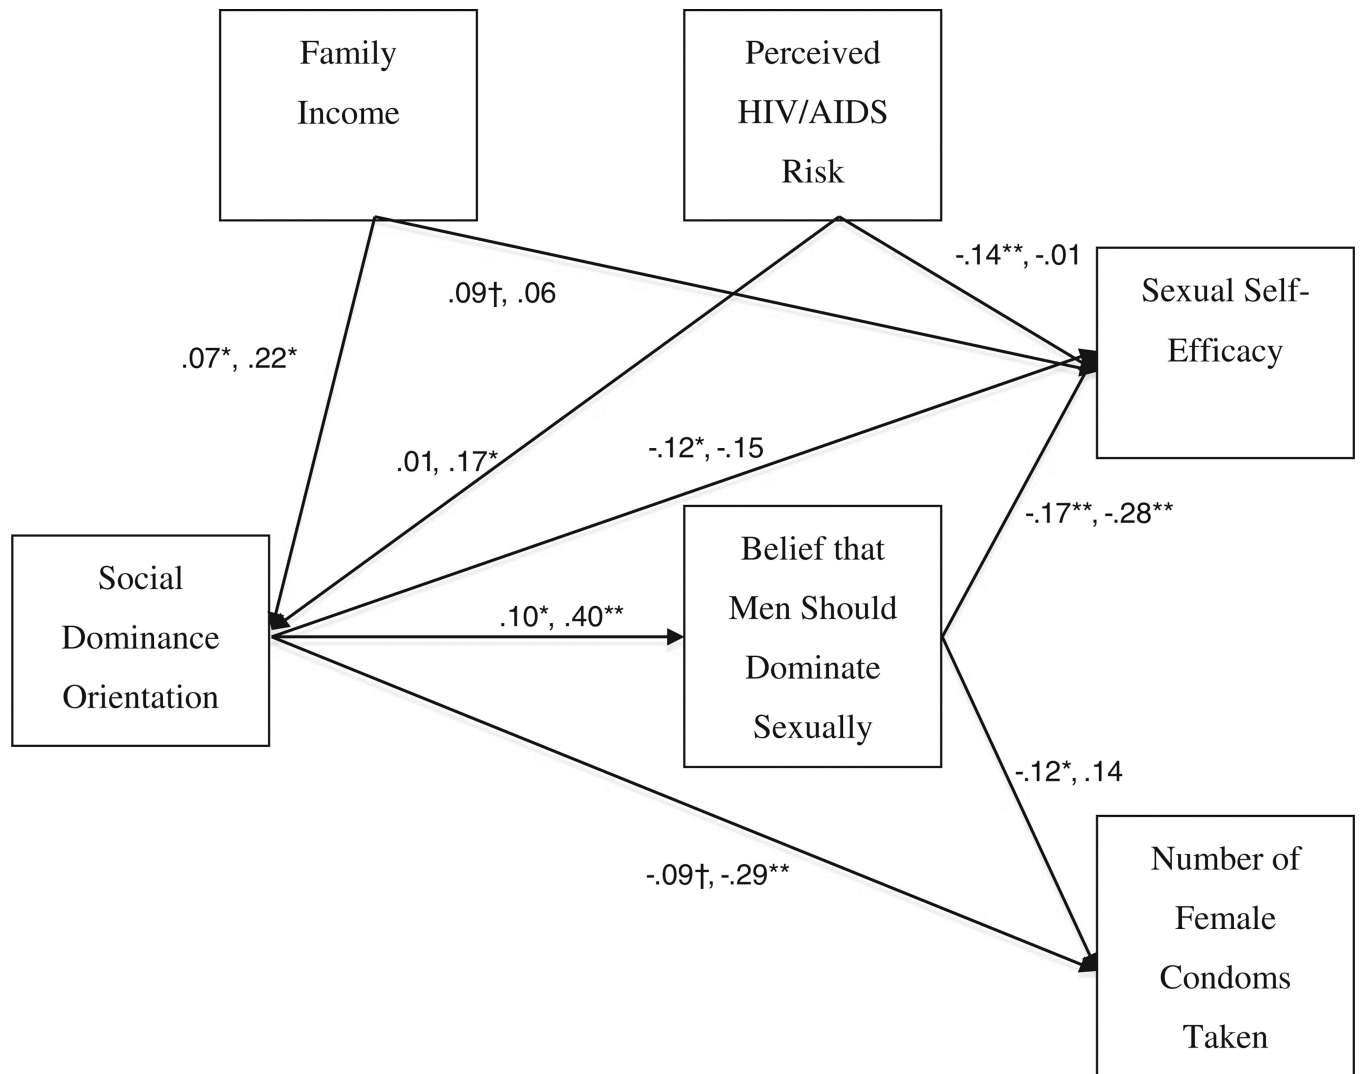 Family
Income
Perceived
HIV/AIDS
Risk
-.14**, -.01
Sexual Self-
Efficacy
.09†, .06
.07*, .22*
.01, .17*
-.12*, -.15
-.17**, -.28**
Social
Dominance
Orientation
.10*, .40**
Belief that
Men Should
Dominate
Sexually
-.12*, .14
-.09†, -.29**
Number of
Female
Condoms
Taken